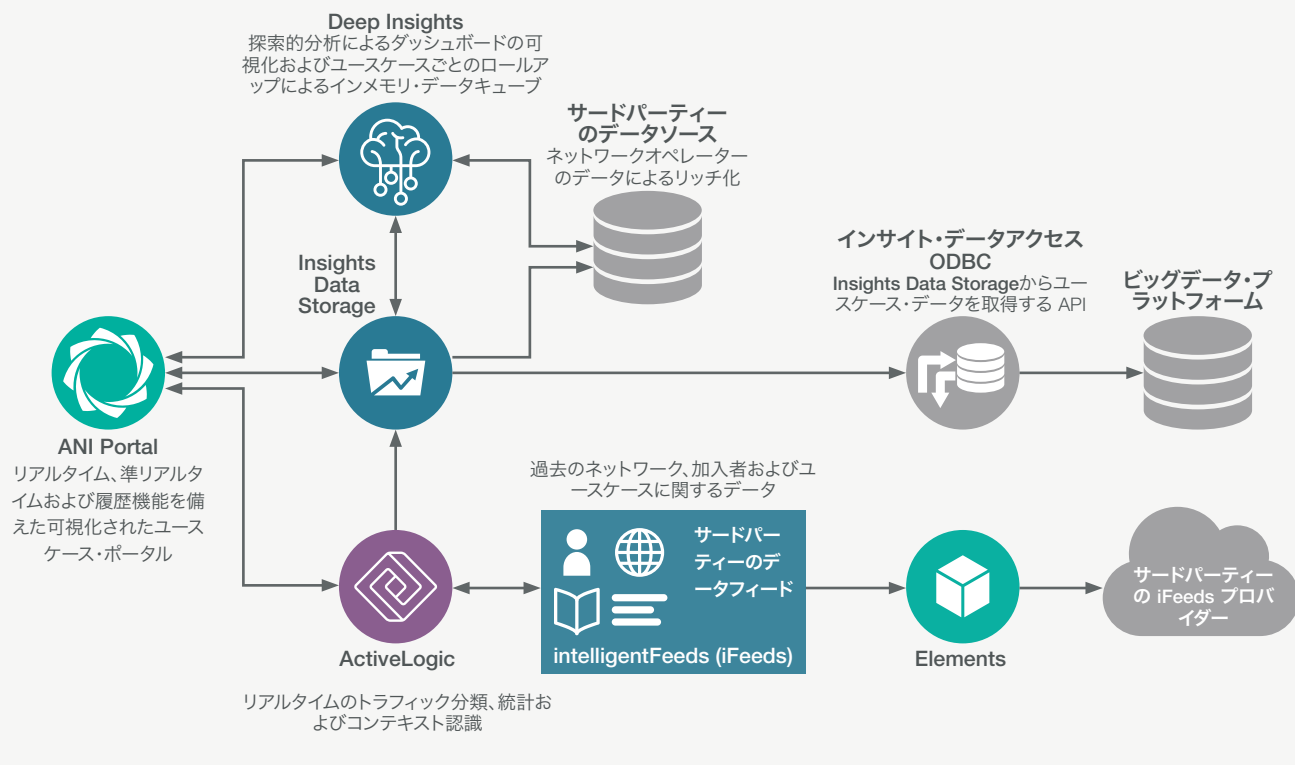 Deep Insights
探索的分析によるダッシュボードの可
視化およびユースケースごとのロールア
ップによるインメモリ・データキューブ
サードパーティー
のデータソース
ネットワークオペレーター
のデータによるリッチ化
Insights
Data
Storage
インサイト・データアクセス
ODBC
Insights Data Storageからユー
スケース・データを取得する API
ビッグデータ・プ
ラットフォーム
ANI Portal
リアルタイム、準リアルタ
イムおよび履歴機能を備
えた可視化されたユース
ケース・ポータル
過去のネットワーク、加入者およびユ
ースケースに関するデータ
サードパー
ティーのデ
ータフィード
intelligentFeeds (iFeeds)
ActiveLogic
リアルタイムのトラフィック分類、統計お
よびコンテキスト認識
Elements
サードパーティー
の iFeeds プロバ
イダー